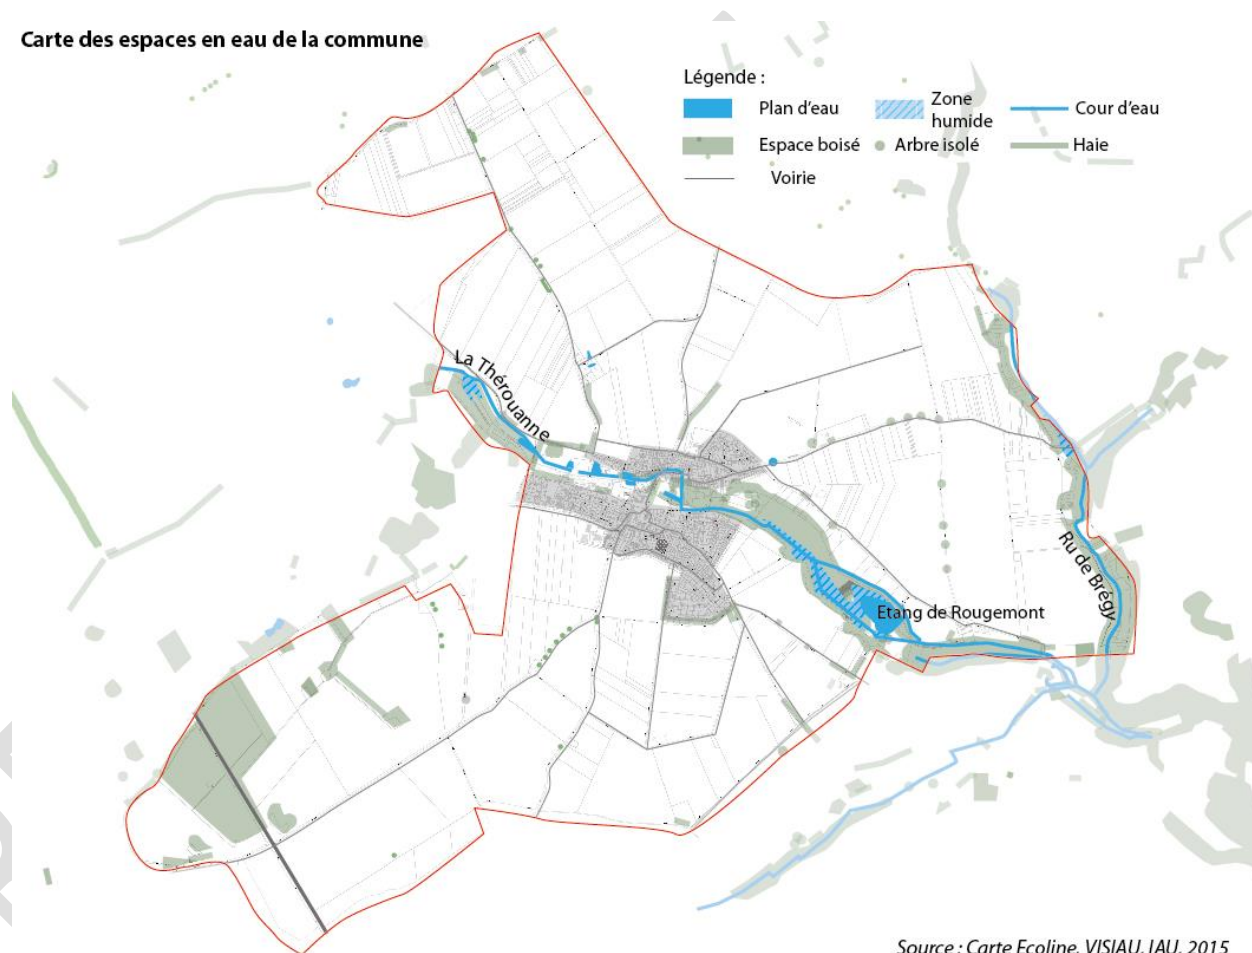 Carte des espaces en eau de la commune
Légende :
Plan d'eau
Zone
humide
Cour d'eau
Espace boisé
Arbre isolé
Haie
Voirie
La Thérouanne
Ru de Brégy
Etang de Rougemont
Source : Carte Ecoline, VISIAU, IAU, 2015